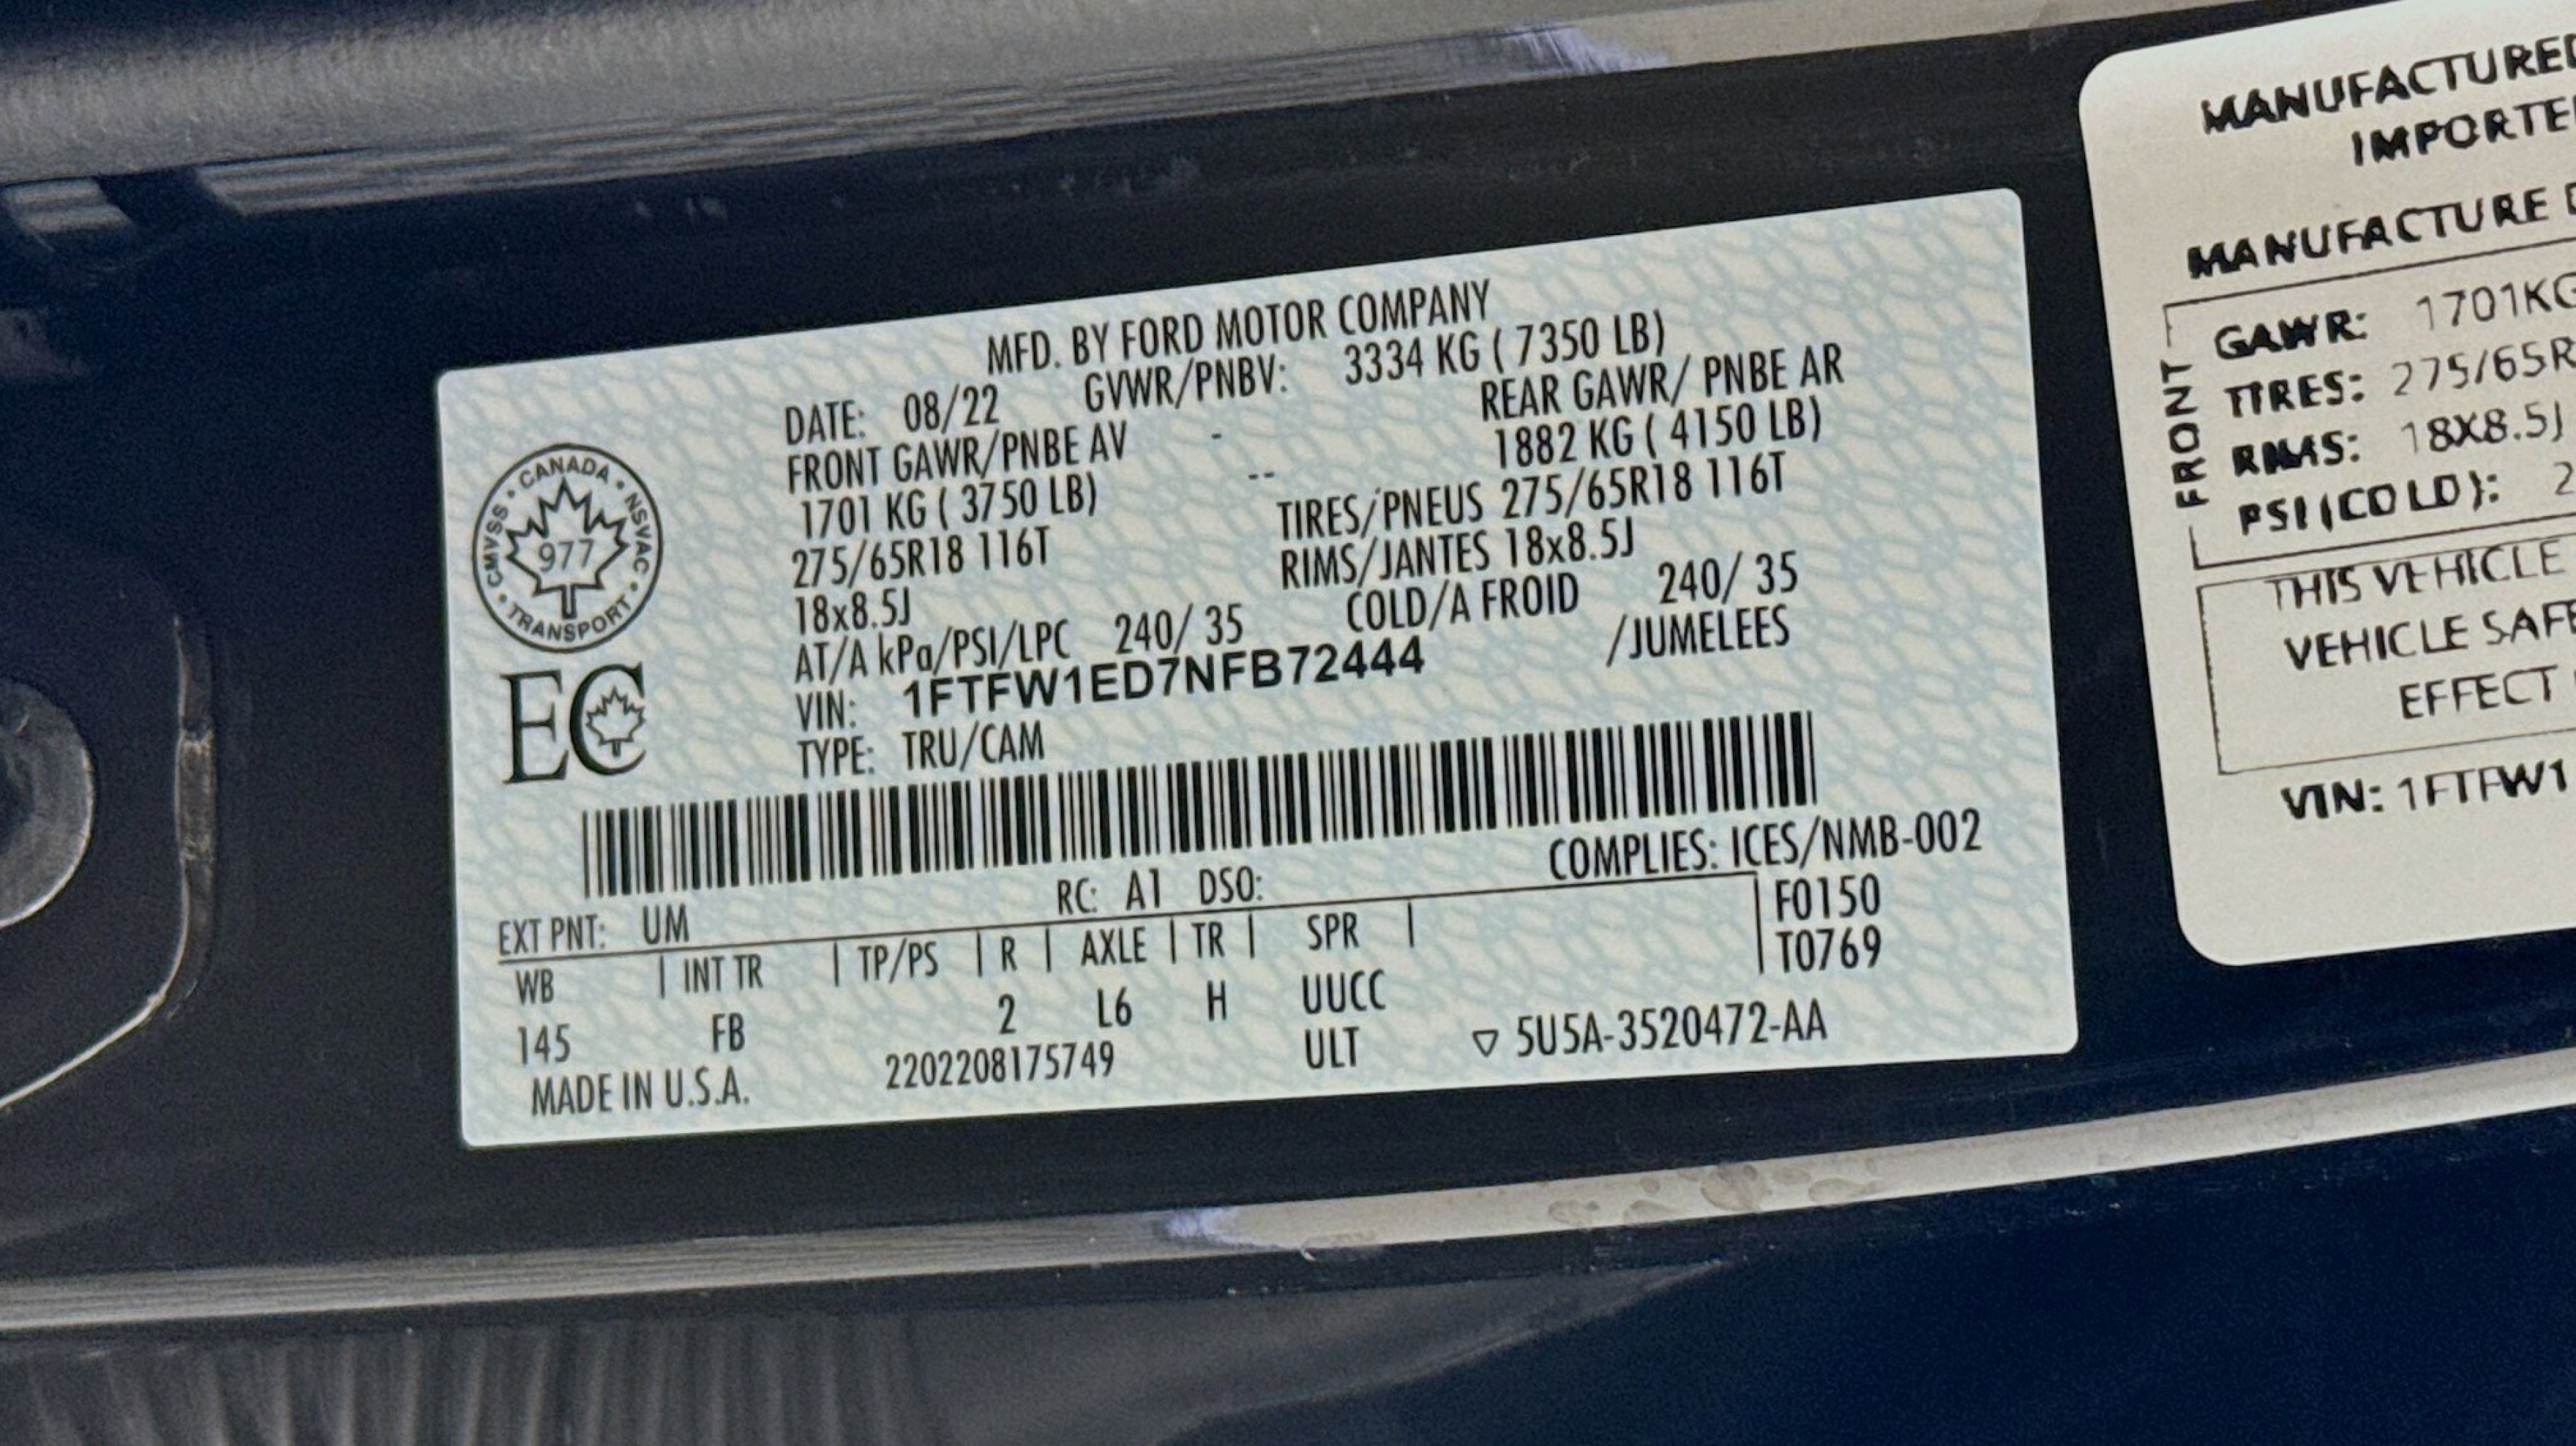 MFD. BY FORD MOTOR COMPANY
DATE: 08/22 GVWR/PNBV: 3334 KG ( 7350 LB)
FRONT GAWR/PNBE AV - REAR GAWR/ PNBE AR
1701 KG ( 3750 LB) -- 1882 KG ( 4150 LB)
275/65R18 116T TIRES/PNEUS 275/65R18 116T
18x8.5J RIMS/JANTES 18x8.5J
AT/A kPa/PSI/LPC 240/ 35 COLD/A FROID 240/ 35
VIN: 1FTFW1ED7NFB72444 /JUMELEES
TYPE: TRU/CAM
CANADA • NSVAC • TRANSPORT • CMVSS •
977
EC
COMPLIES: ICES/NMB-002
EXT PNT: UM RC: A1 DSO: F0150
WB | INT TR | TP/PS | R | AXLE | TR | SPR | T0769
145 FB 2 L6 H UUCC
MADE IN U.S.A. 2202208175749 ULT ▽ 5U5A-3520472-AA
MANUFACTURED
IMPORTE
MANUFACTURE
FRONT
GAWR: 1701KG
TIRES: 275/65R
RIMS: 18X8.5J
PSI(COLD): 2
THIS VEHICLE
VEHICLE SAFE
EFFECT
VIN: 1FTFW1